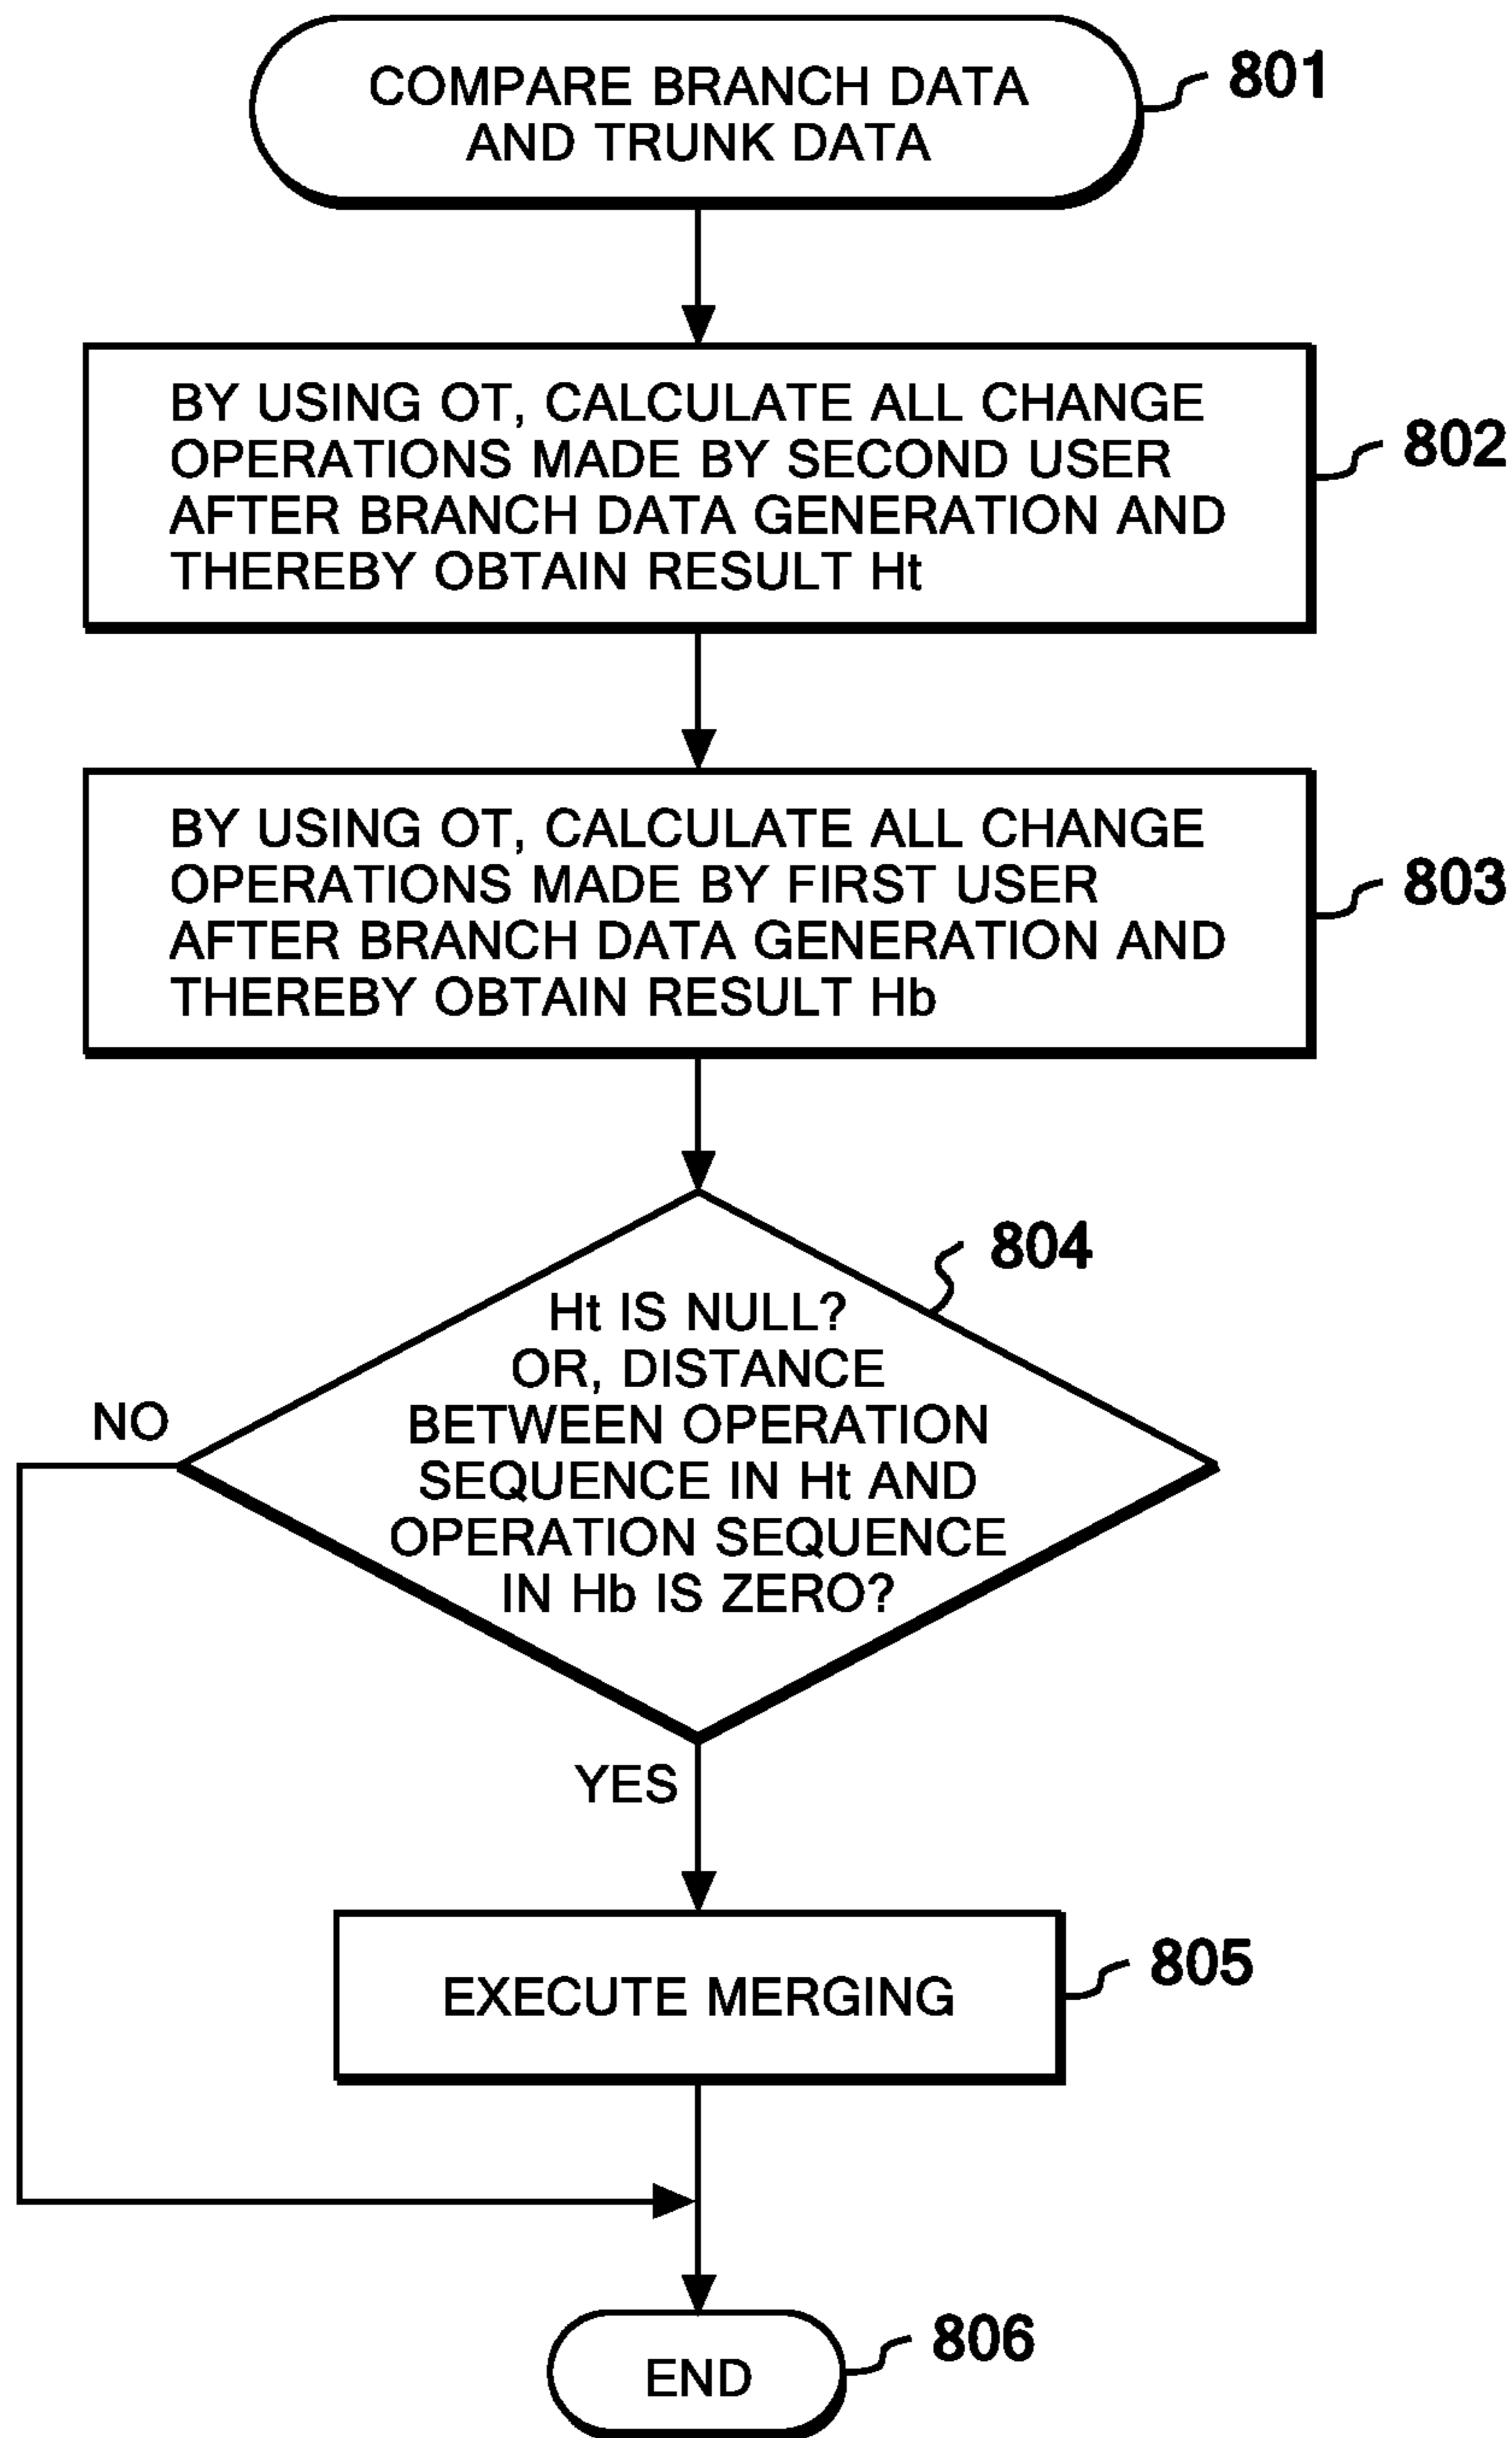 COMPARE BRANCH DATA
AND TRUNK DATA
801
BY USING OT, CALCULATE ALL CHANGE
OPERATIONS MADE BY SECOND USER
AFTER BRANCH DATA GENERATION AND
THEREBY OBTAIN RESULT Ht
802
BY USING OT, CALCULATE ALL CHANGE
OPERATIONS MADE BY FIRST USER
AFTER BRANCH DATA GENERATION AND
THEREBY OBTAIN RESULT Hb
803
804
Ht IS NULL?
OR, DISTANCE
BETWEEN OPERATION
SEQUENCE IN Ht AND
OPERATION SEQUENCE
IN Hb IS ZERO?
NO
YES
EXECUTE MERGING
805
END
806